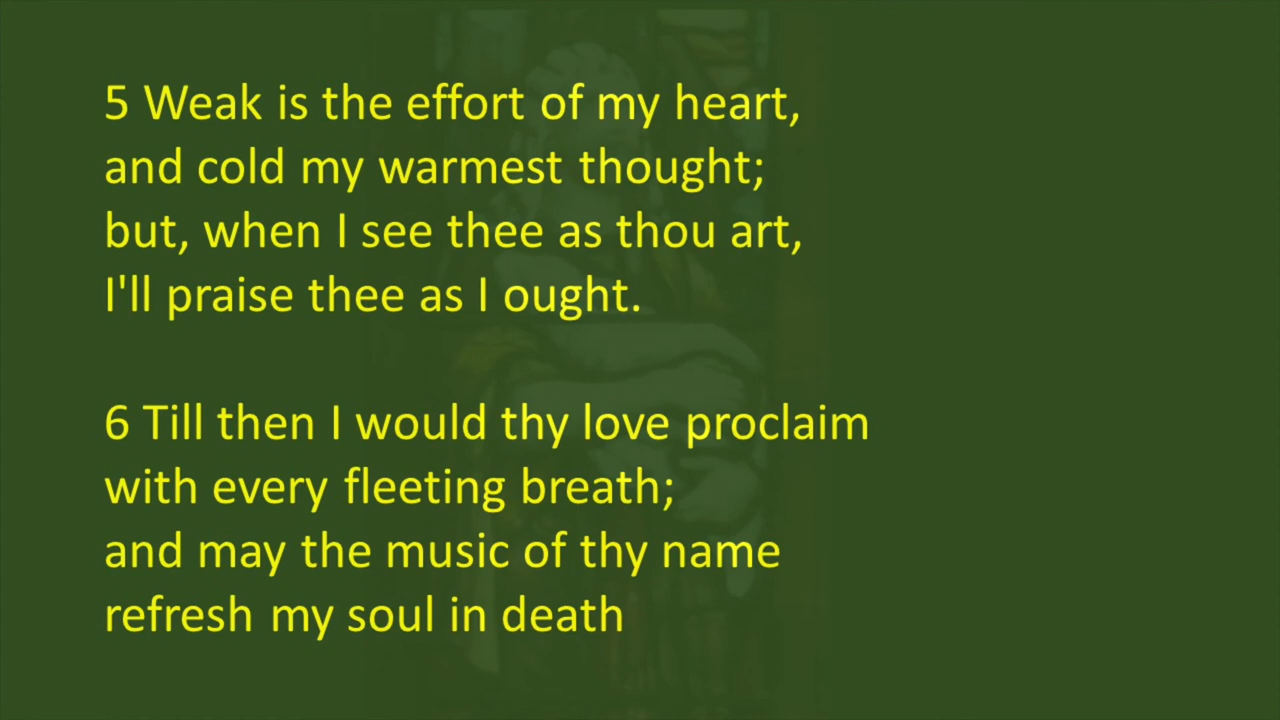 5 Weak is the effort of my heart,
and cold my warmest thought;
but, when I see thee as thou art,
I'll praise thee as I ought.
6 Till then I would thy love proclaim
with every fleeting breath;
and may the music of thy name
refresh my soul in death